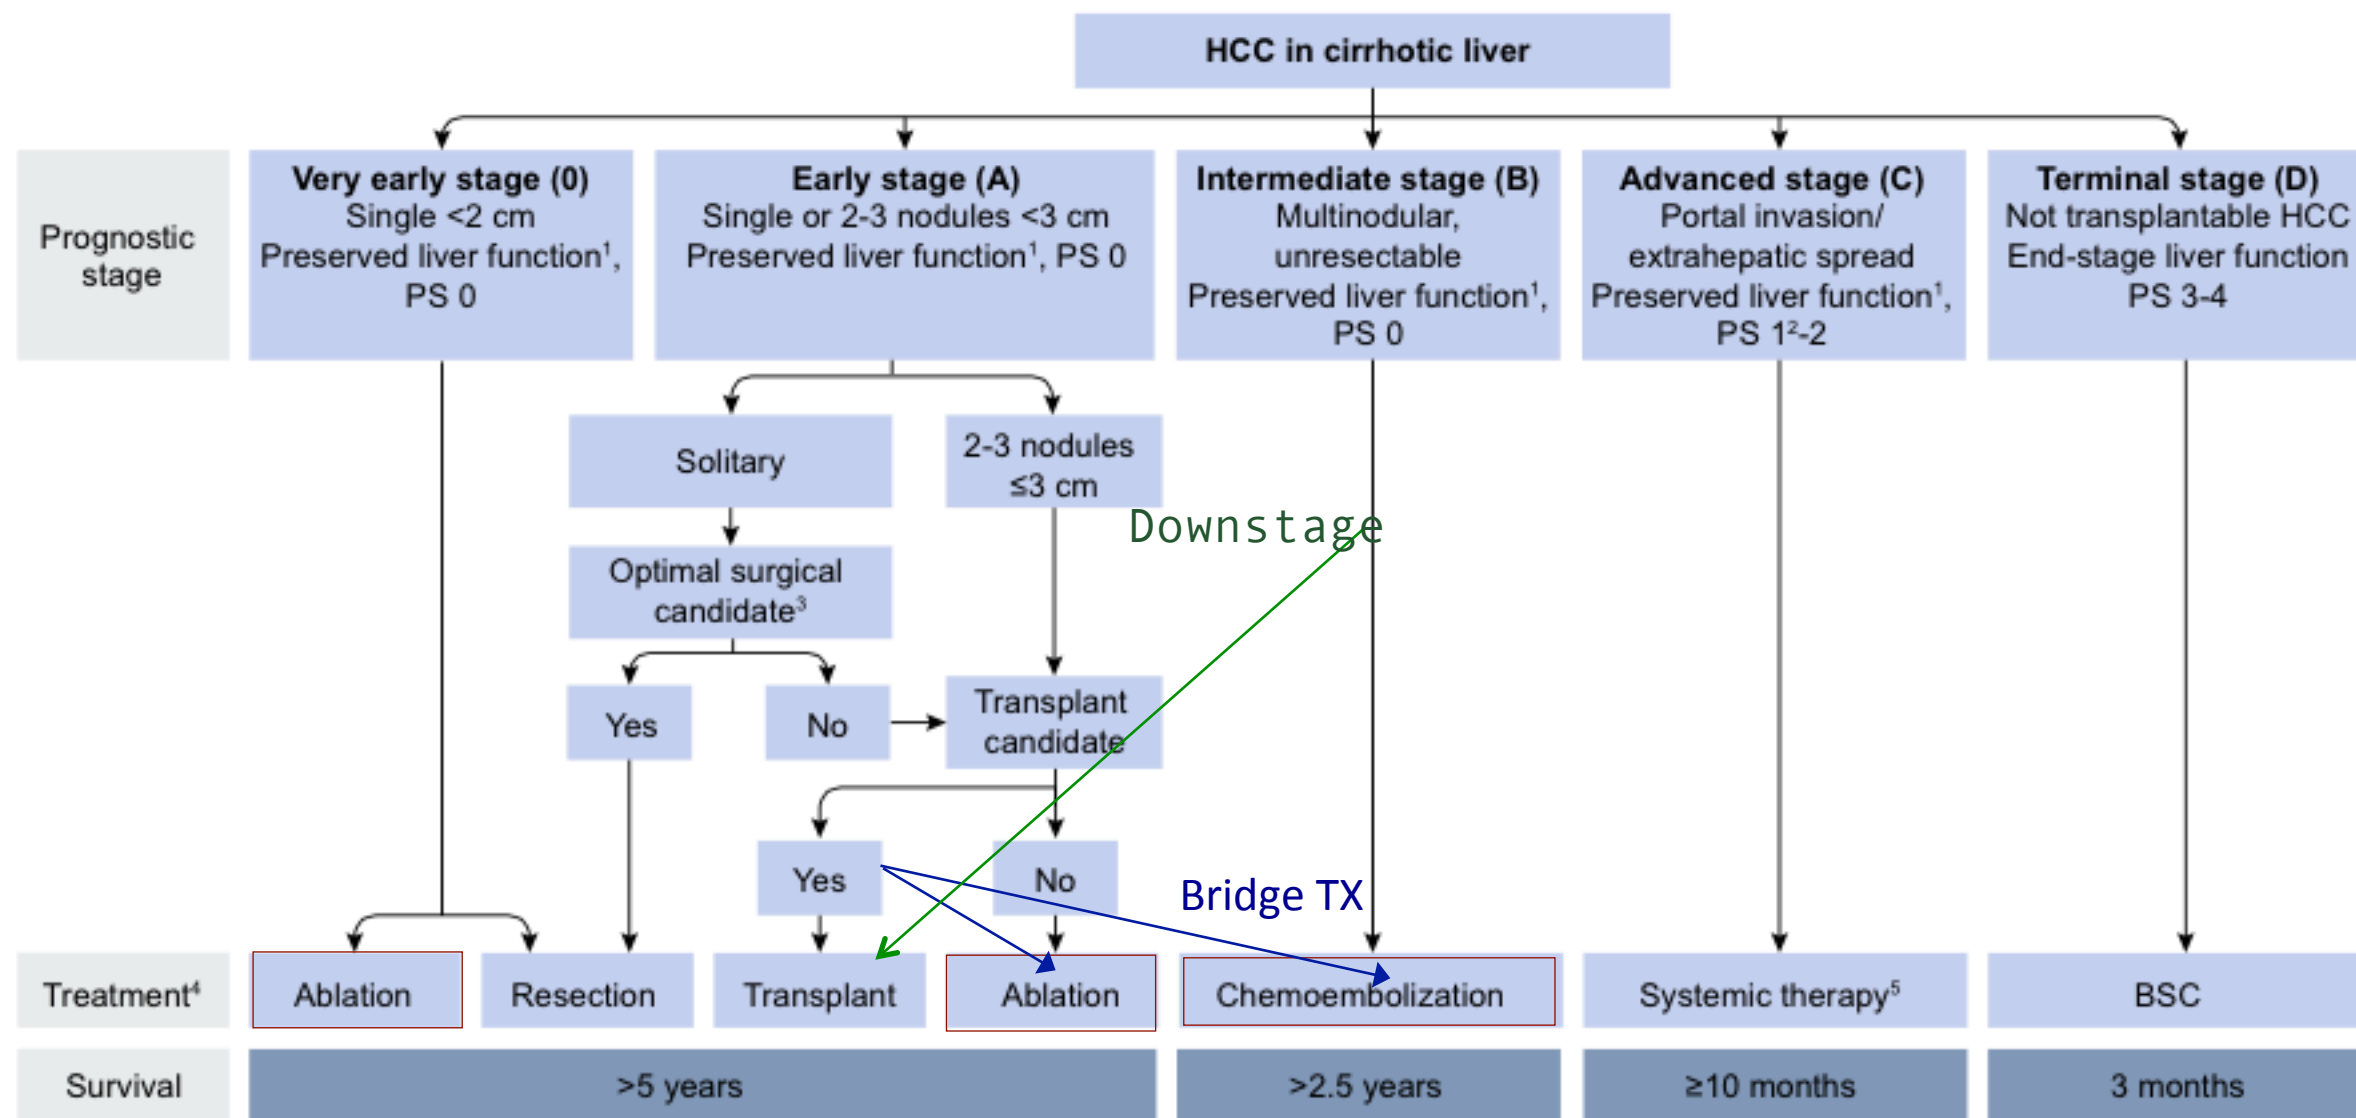 HCC in cirrhotic liver
Prognostic
stage
Very early stage (0)
Single <2 cm
Preserved liver function¹,
PS 0
Early stage (A)
Single or 2-3 nodules <3 cm
Preserved liver function¹, PS 0
Intermediate stage (B)
Multinodular,
unresectable
Preserved liver function¹,
PS 0
Advanced stage (C)
Portal invasion/
extrahepatic spread
Preserved liver function¹,
PS 1²-2
Terminal stage (D)
Not transplantable HCC
End-stage liver function
PS 3-4
Solitary
2-3 nodules
≤3 cm
Downstage
Optimal surgical
candidate³
Yes
No
Transplant
candidate
Yes
No
Bridge TX
Treatment⁴
Ablation
Resection
Transplant
Ablation
Chemoembolization
Systemic therapy⁵
BSC
Survival
>5 years
>2.5 years
≥10 months
3 months